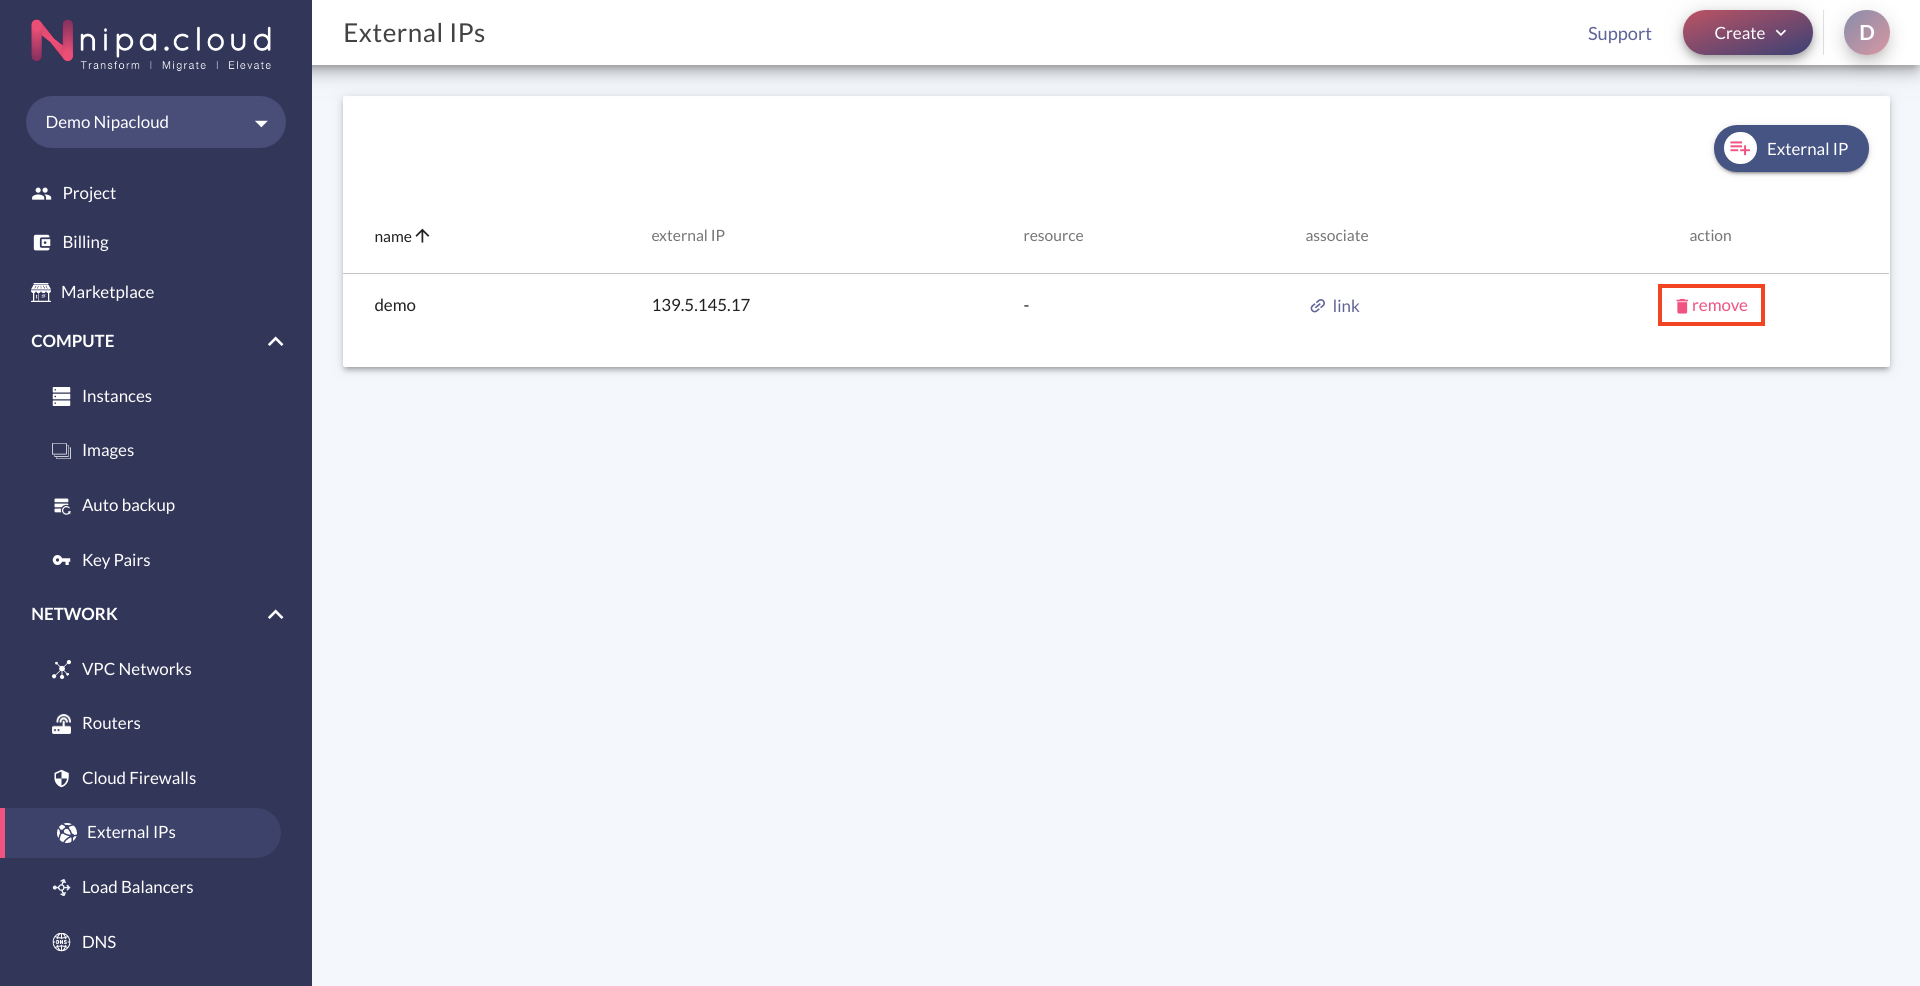 nipa.cloud
Transform | Migrate | Elevate
External IPs
Support
Create
D
Demo Nipacloud
Project
Billing
Marketplace
COMPUTE
Instances
Images
Auto backup
Key Pairs
NETWORK
VPC Networks
Routers
Cloud Firewalls
External IPs
Load Balancers
DNS
External IP
name external IP resource associate action
demo 139.5.145.17 - link remove